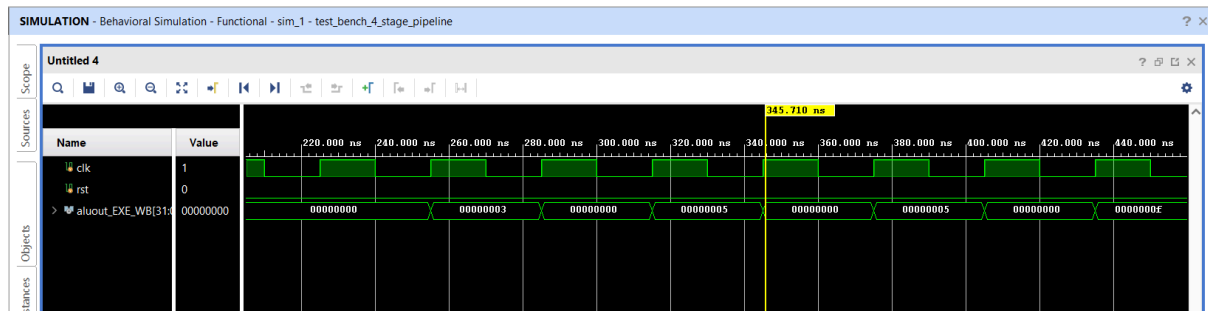 SIMULATION - Behavioral Simulation - Functional - sim_1 - test_bench_4_stage_pipeline ? ×
Scope
Sources
Objects
stances
Untitled 4
345.710 ns
Name Value
220.000 ns 240.000 ns 260.000 ns 280.000 ns 300.000 ns 320.000 ns 340.000 ns 360.000 ns 380.000 ns 400.000 ns 420.000 ns 440.000 ns
clk 1
rst 0
> aluout_EXE_WB[31:0 00000000 00000000 00000003 00000000 00000005 00000000 00000005 00000000 0000000f